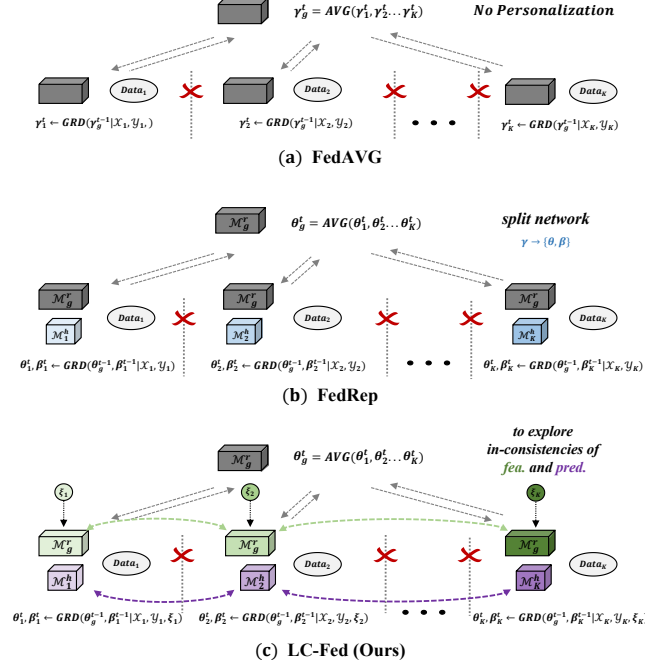 γ_g^t = AVG(γ_1^t, γ_2^t … γ_K^t)
No Personalization
Data_1
Data_2
Data_K
γ_1^t ← GRD(γ_g^{t-1}|X_1, Y_1,)
γ_2^t ← GRD(γ_g^{t-1}|X_2, Y_2)
γ_K^t ← GRD(γ_g^{t-1}|X_K, Y_K)
(a) FedAVG
M_g^r
θ_g^t = AVG(θ_1^t, θ_2^t … θ_K^t)
split network
γ → {θ, β}
M_g^r
M_g^r
M_g^r
Data_1
Data_2
Data_K
M_1^h
M_2^h
M_K^h
θ_1^t, β_1^t ← GRD(θ_g^{t-1}, β_1^{t-1}|X_1, Y_1)
θ_2^t, β_2^t ← GRD(θ_g^{t-1}, β_2^{t-1}|X_2, Y_2)
θ_K^t, β_K^t ← GRD(θ_g^{t-1}, β_K^{t-1}|X_K, Y_K)
(b) FedRep
to explore
in-consistencies of
fea. and pred.
M_g^r
θ_g^t = AVG(θ_1^t, θ_2^t … θ_K^t)
ξ_1
ξ_2
ξ_K
M_g^r
M_g^r
M_g^r
Data_1
Data_2
Data_K
M_1^h
M_2^h
M_K^h
θ_1^t, β_1^t ← GRD(θ_g^{t-1}, β_1^{t-1}|X_1, Y_1, ξ_1)
θ_2^t, β_2^t ← GRD(θ_g^{t-1}, β_2^{t-1}|X_2, Y_2, ξ_2)
θ_K^t, β_K^t ← GRD(θ_g^{t-1}, β_K^{t-1}|X_K, Y_K, ξ_K)
(c) LC-Fed (Ours)